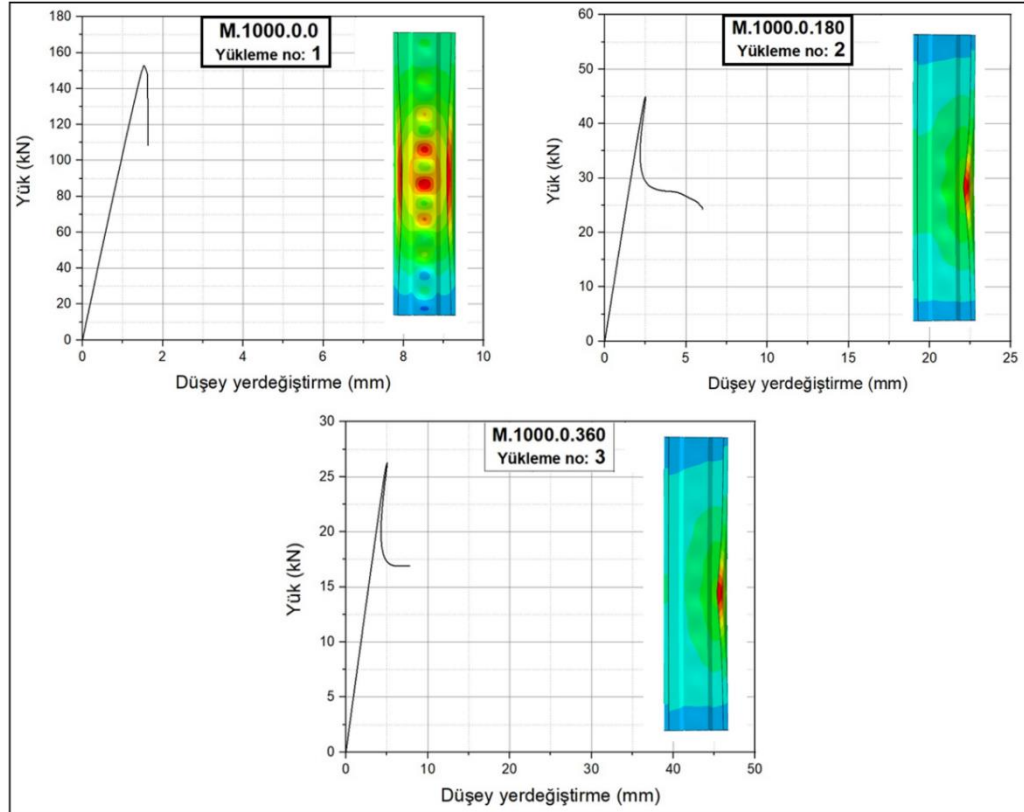 M.1000.0.0
Yükleme no: 1
Yük (kN)
180
160
140
120
100
80
60
40
20
0
0 2 4 6 8 10
Düşey yerdeğiştirme (mm)
M.1000.0.180
Yükleme no: 2
Yük (kN)
60
50
40
30
20
10
0
0 5 10 15 20 25
Düşey yerdeğiştirme (mm)
M.1000.0.360
Yükleme no: 3
Yük (kN)
30
25
20
15
10
5
0
0 10 20 30 40 50
Düşey yerdeğiştirme (mm)